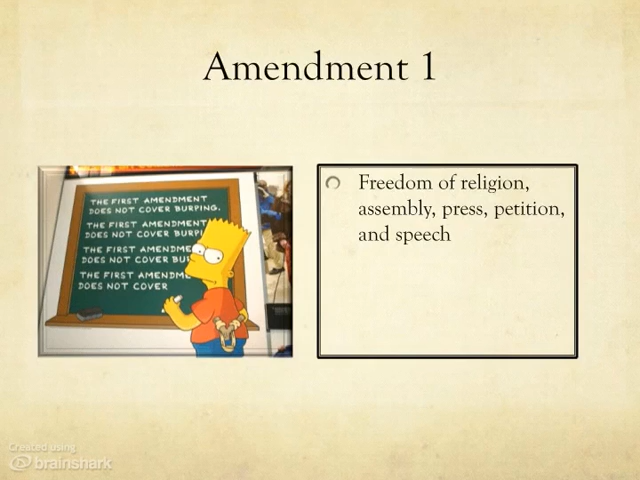 Amendment 1
THE FIRST AMENDMENT
DOES NOT COVER BURPING.
THE FIRST AMENDMENT
DOES NOT COVER BURPI
THE FIRST AMENDME
DOES NOT COVER BU
THE FIRST AMENDME
DOES NOT COVER
Freedom of religion,
assembly, press, petition,
and speech
Created using
brainshark